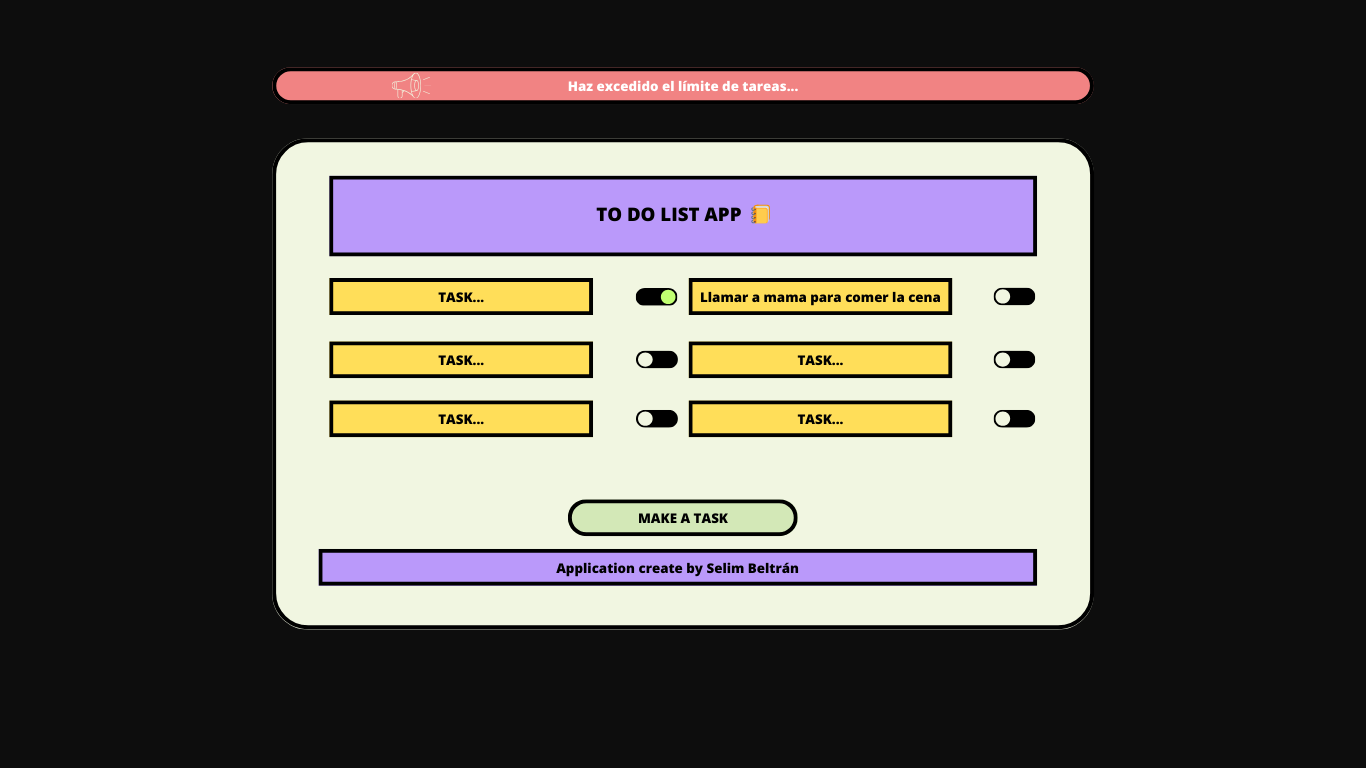 Haz excedido el límite de tareas...
TO DO LIST APP
TASK...
Llamar a mama para comer la cena
TASK...
TASK...
TASK...
TASK...
MAKE A TASK
Application create by Selim Beltrán